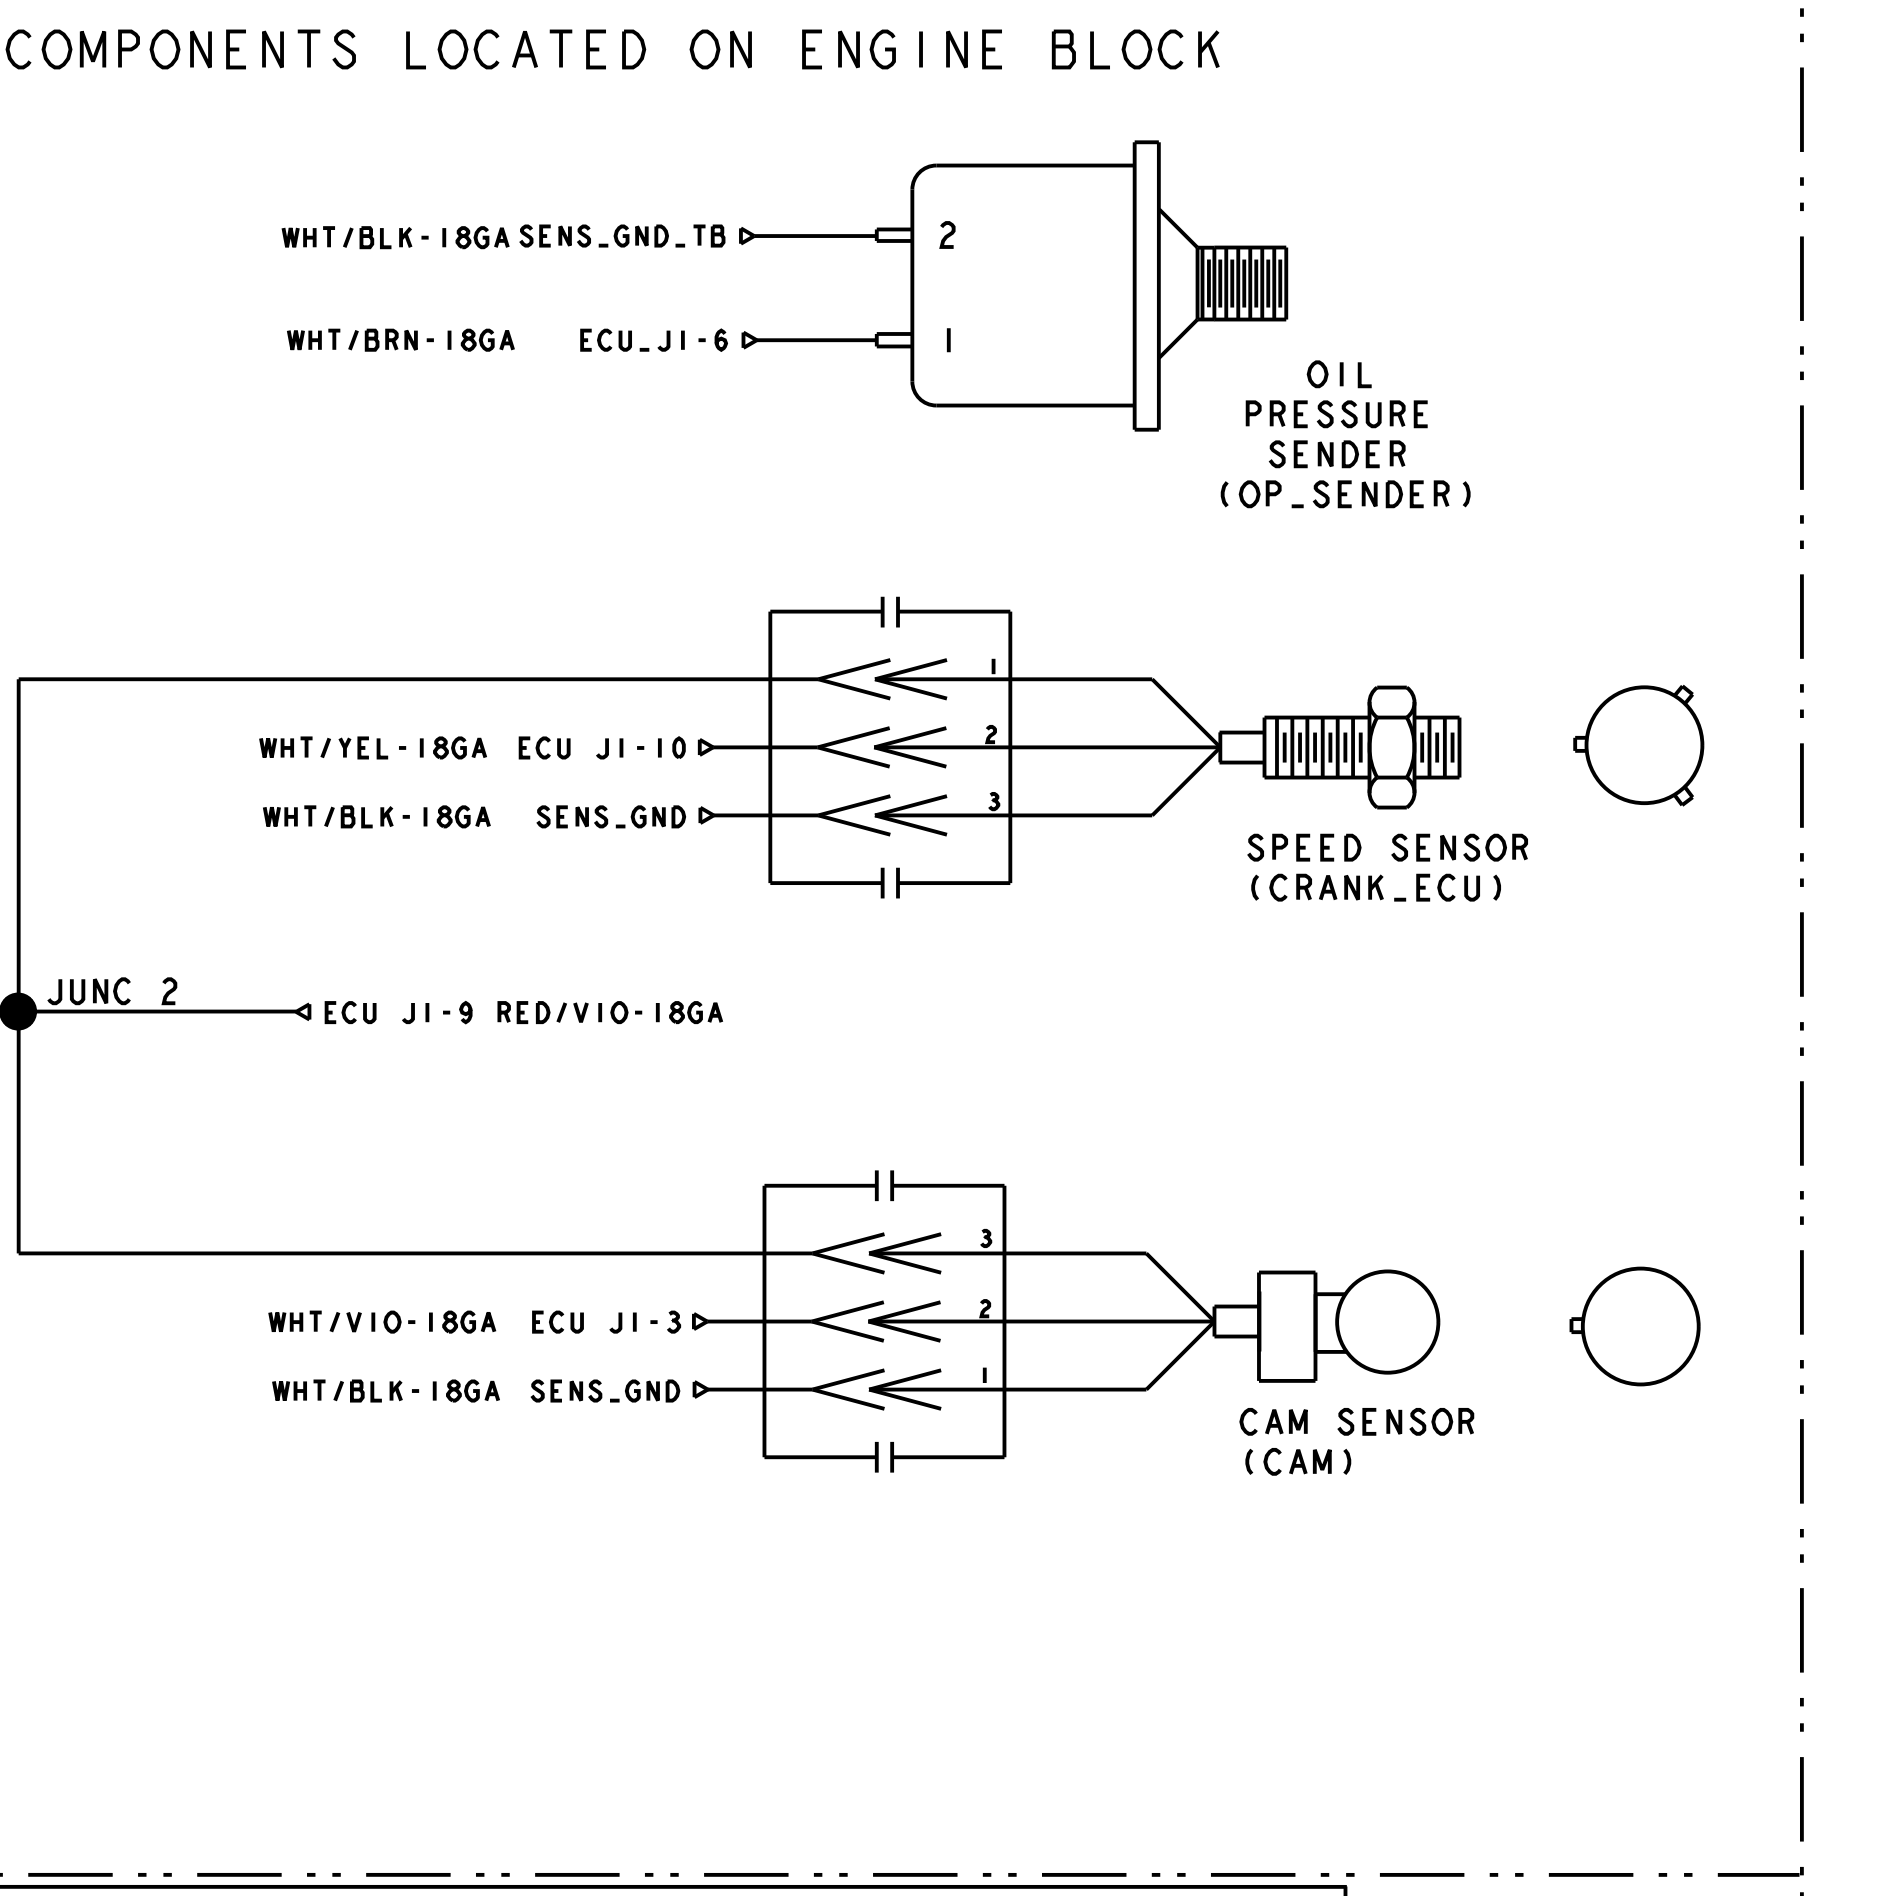 COMPONENTS LOCATED ON ENGINE BLOCK
WHT/BLK-18GA SENS_GND_TB
2
WHT/BRN-18GA ECU_J1-6
1
OIL
PRESSURE
SENDER
(OP_SENDER)
1
WHT/YEL-18GA ECU J1-10
2
WHT/BLK-18GA SENS_GND
3
SPEED SENSOR
(CRANK_ECU)
JUNC 2
ECU J1-9 RED/VIO-18GA
3
WHT/VIO-18GA ECU J1-3
2
WHT/BLK-18GA SENS_GND
1
CAM SENSOR
(CAM)